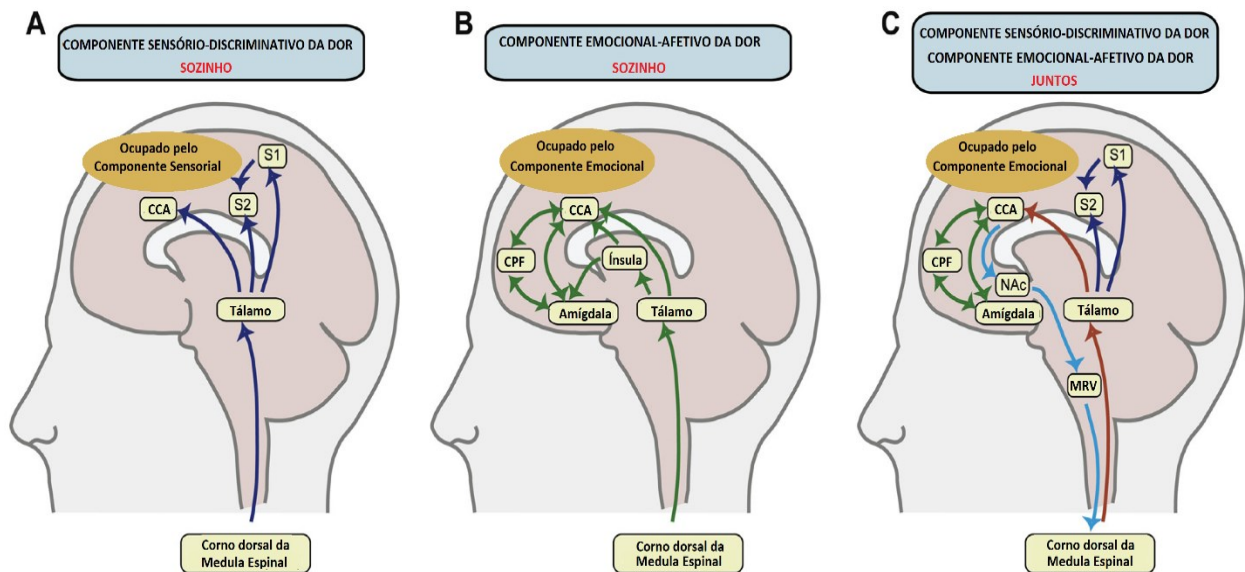 A
COMPONENTE SENSÓRIO-DISCRIMINATIVO DA DOR
SOZINHO
Ocupado pelo
Componente Sensorial
S1
S2
CCA
Tálamo
Corno dorsal da
Medula Espinal
B
COMPONENTE EMOCIONAL-AFETIVO DA DOR
SOZINHO
Ocupado pelo
Componente Emocional
CCA
CPF
Ínsula
Amígdala
Tálamo
Corno dorsal da
Medula Espinal
C
COMPONENTE SENSÓRIO-DISCRIMINATIVO DA DOR
COMPONENTE EMOCIONAL-AFETIVO DA DOR
JUNTOS
Ocupado pelo
Componente Emocional
S1
S2
CCA
CPF
NAc
Amígdala
Tálamo
MRV
Corno dorsal da
Medula Espinal